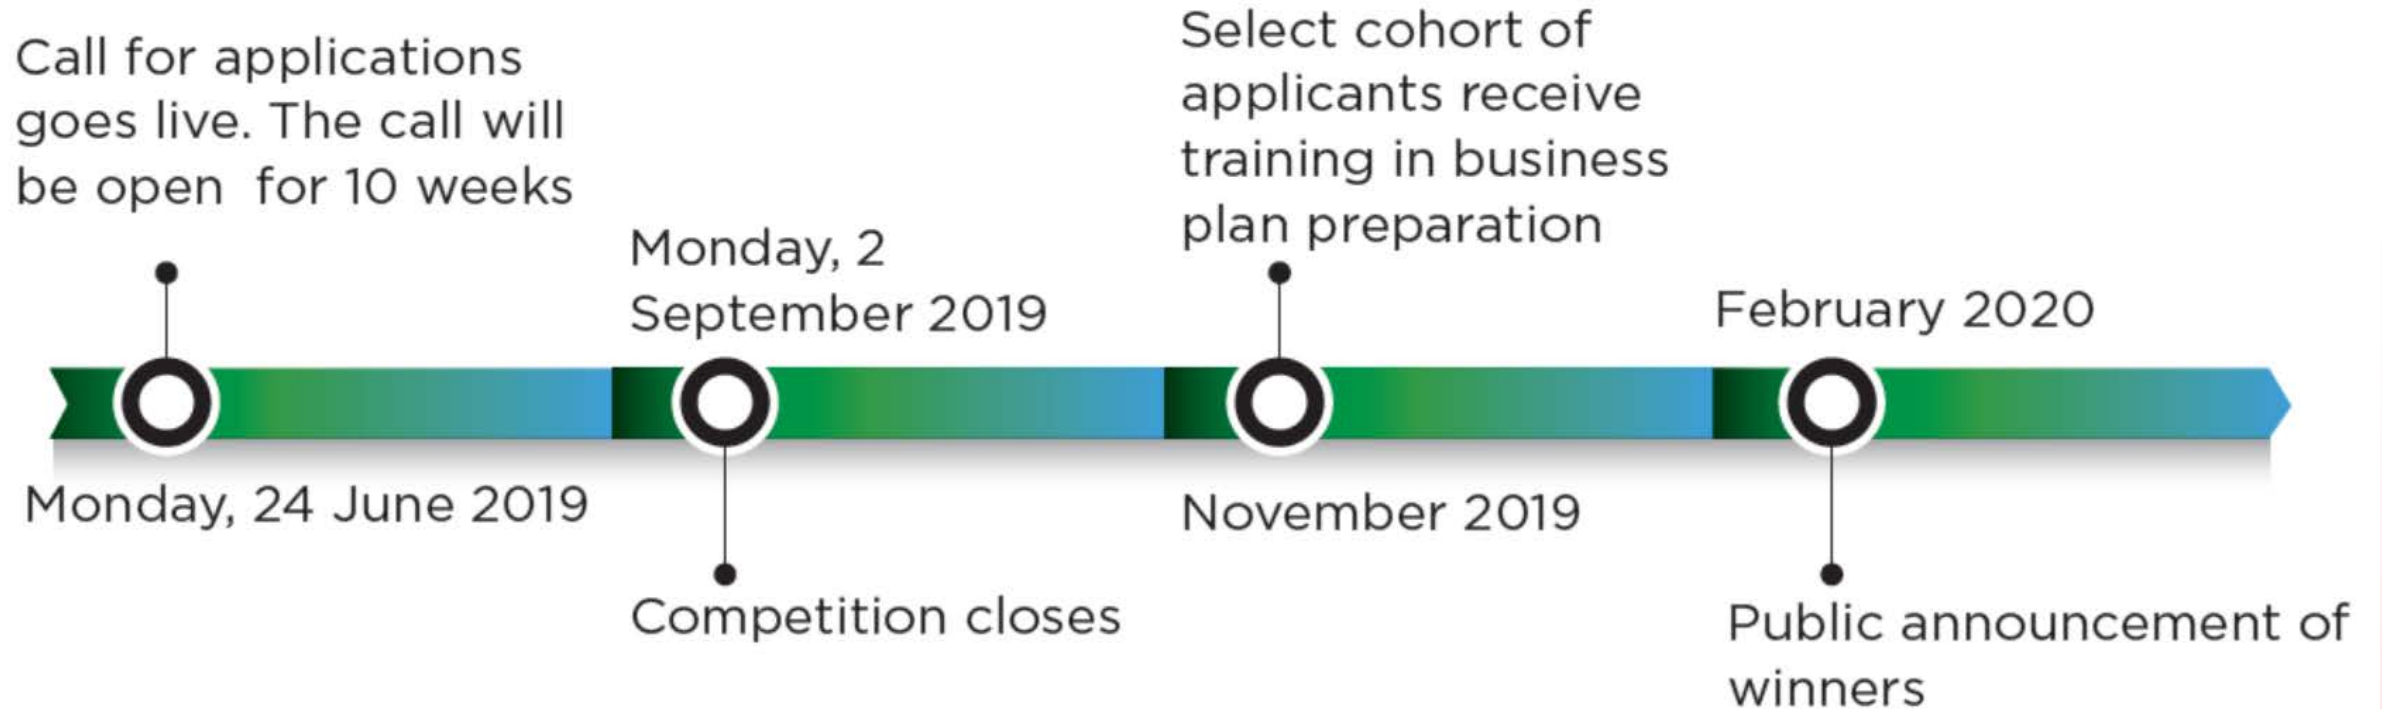 Call for applications
goes live. The call will
be open  for 10 weeks
Monday, 24 June 2019
Monday, 2
September 2019
Competition closes
Select cohort of
applicants receive
training in business
plan preparation
November 2019
February 2020
Public announcement of
winners